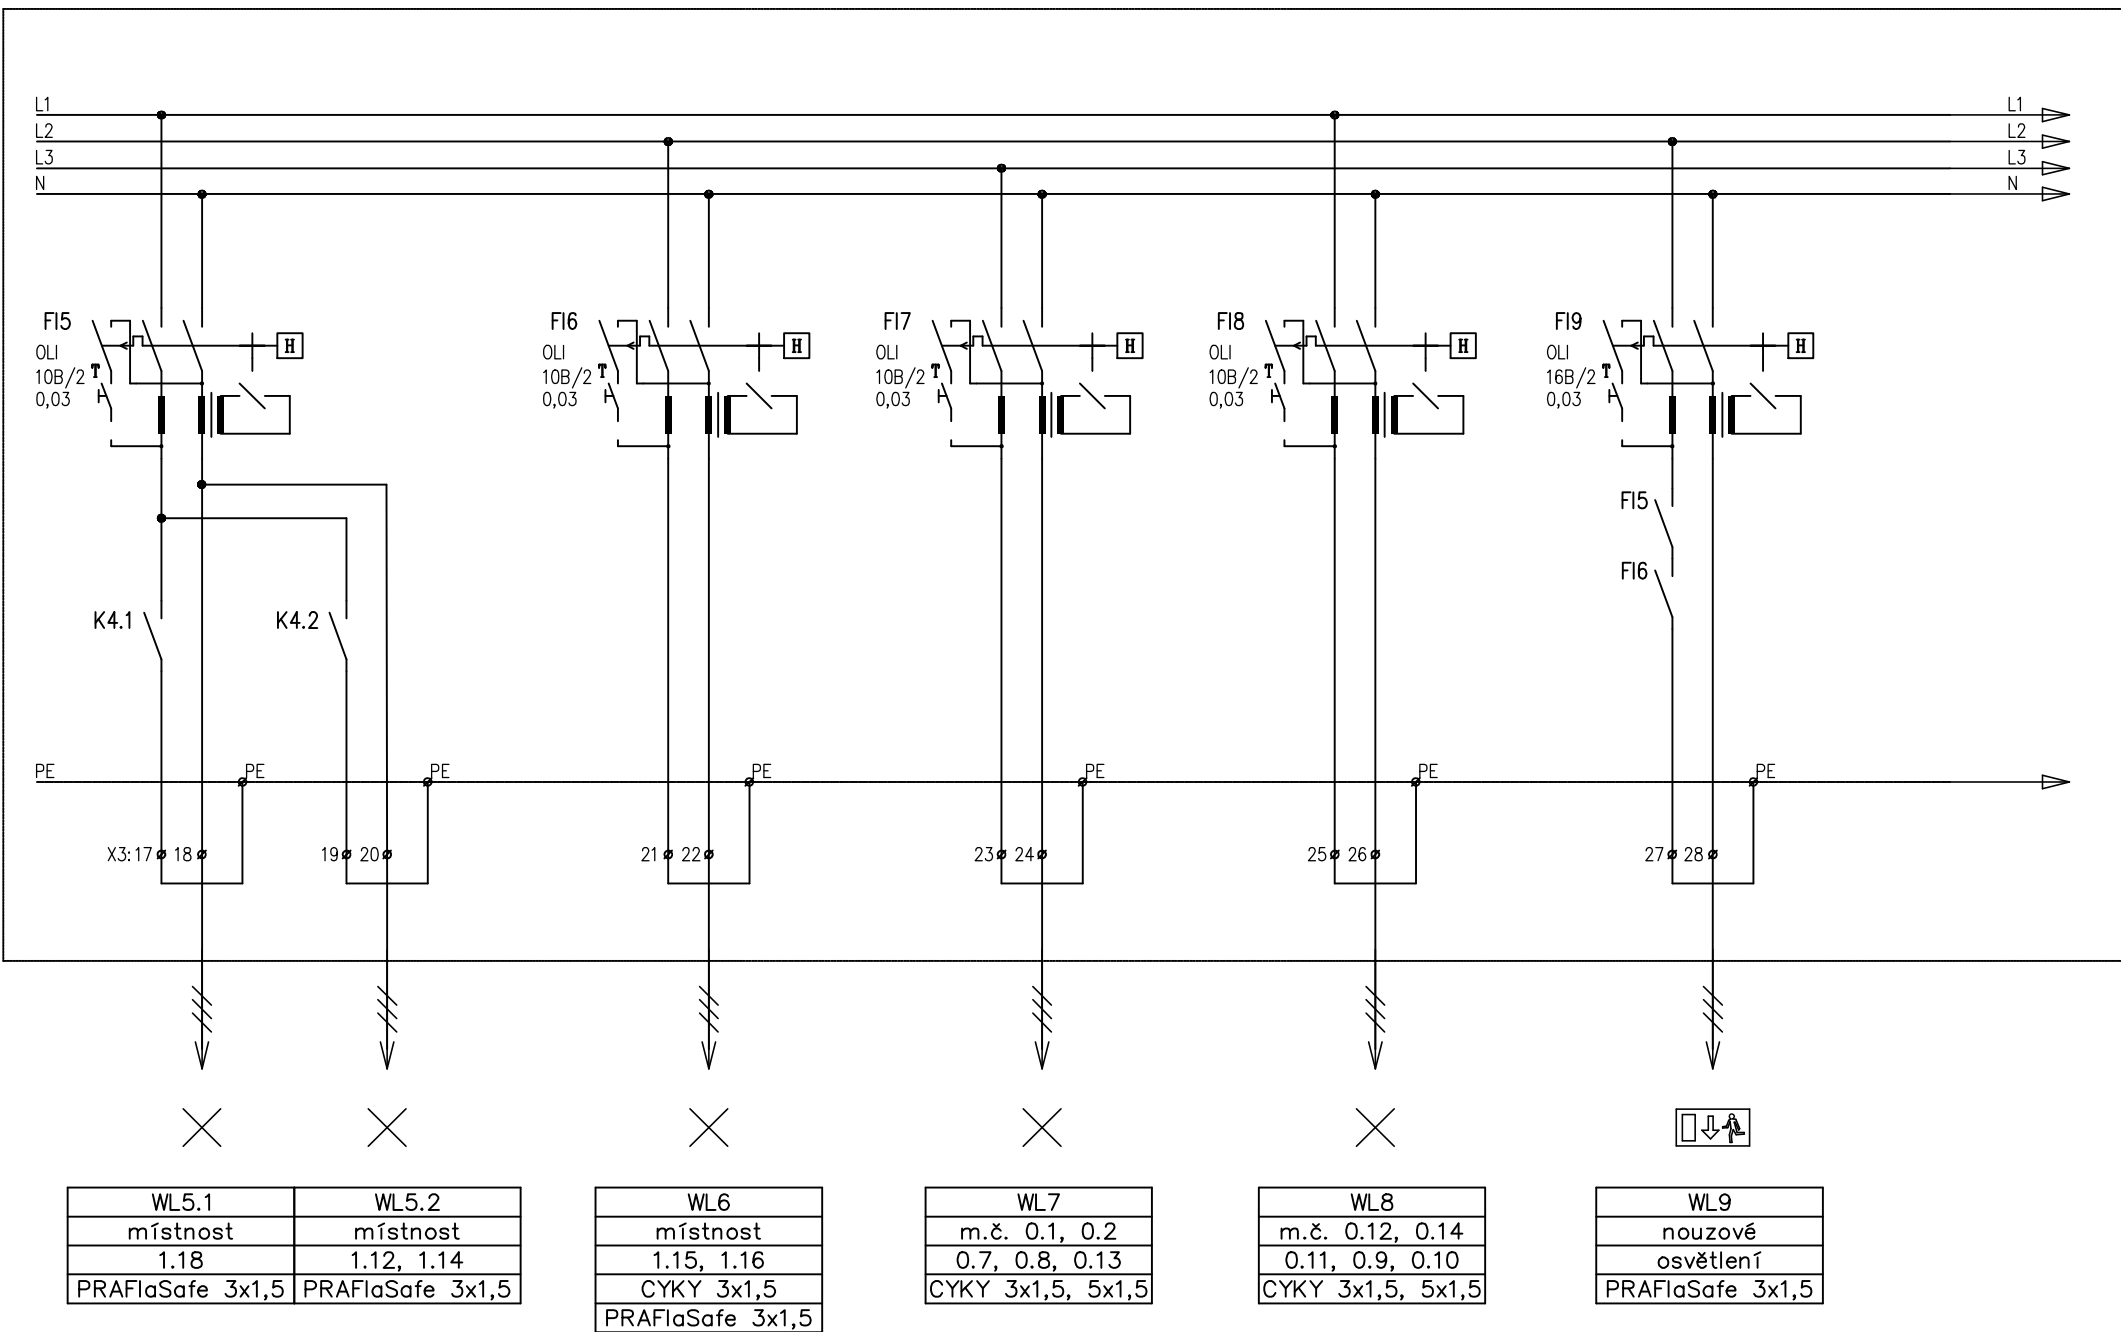 L1 L1
L2 L2
L3 L3
N N
FI5 FI6 FI7 FI8 FI9
H H H H H
OLI OLI OLI OLI OLI
10B/2 T 10B/2 T 10B/2 T 10B/2 T 16B/2 T
0,03 0,03 0,03 0,03 0,03
FI5
FI6
K4.1 K4.2
PE PE PE PE PE PE PE
X3: 17 18 19 20 21 22 23 24 25 26 27 28
WL5.1
místnost
1.18
PRAFlaSafe 3x1,5
WL5.2
místnost
1.12, 1.14
PRAFlaSafe 3x1,5
WL6
místnost
1.15, 1.16
CYKY 3x1,5
PRAFlaSafe 3x1,5
WL7
m.č. 0.1, 0.2
0.7, 0.8, 0.13
CYKY 3x1,5, 5x1,5
WL8
m.č. 0.12, 0.14
0.11, 0.9, 0.10
CYKY 3x1,5, 5x1,5
WL9
nouzové
osvětlení
PRAFlaSafe 3x1,5